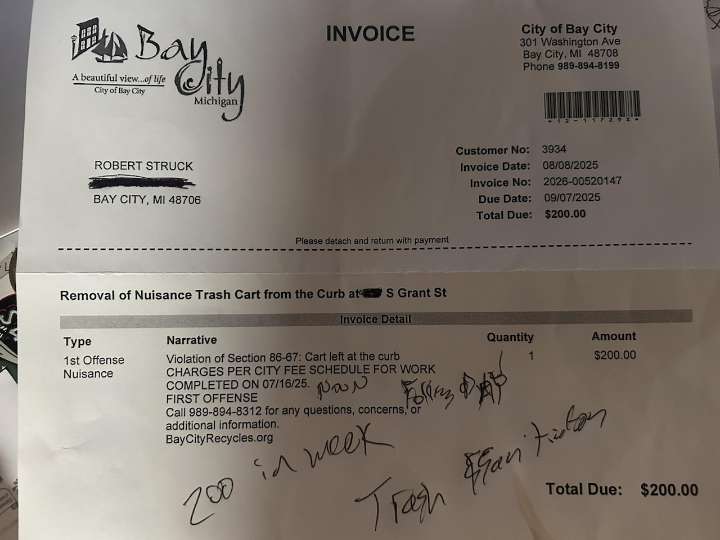 Bay City
Michigan
A beautiful view...of life
City of Bay City
INVOICE
City of Bay City
301 Washington Ave
Bay City, MI 48708
Phone 989-894-8199
ROBERT STRUCK
BAY CITY, MI 48706
Customer No: 3934
Invoice Date: 08/08/2025
Invoice No: 2026-00520147
Due Date: 09/07/2025
Total Due: $200.00
Please detach and return with payment
Removal of Nuisance Trash Cart from the Curb at S Grant St
Invoice Detail
Type Narrative Quantity Amount
1st Offense Nuisance
Violation of Section 86-67: Cart left at the curb 1 $200.00
CHARGES PER CITY FEE SCHEDULE FOR WORK
COMPLETED ON 07/16/25.
FIRST OFFENSE
Call 989-894-8312 for any questions, concerns, or
additional information.
BayCityRecycles.org
200 in week
Trash
Total Due: $200.00